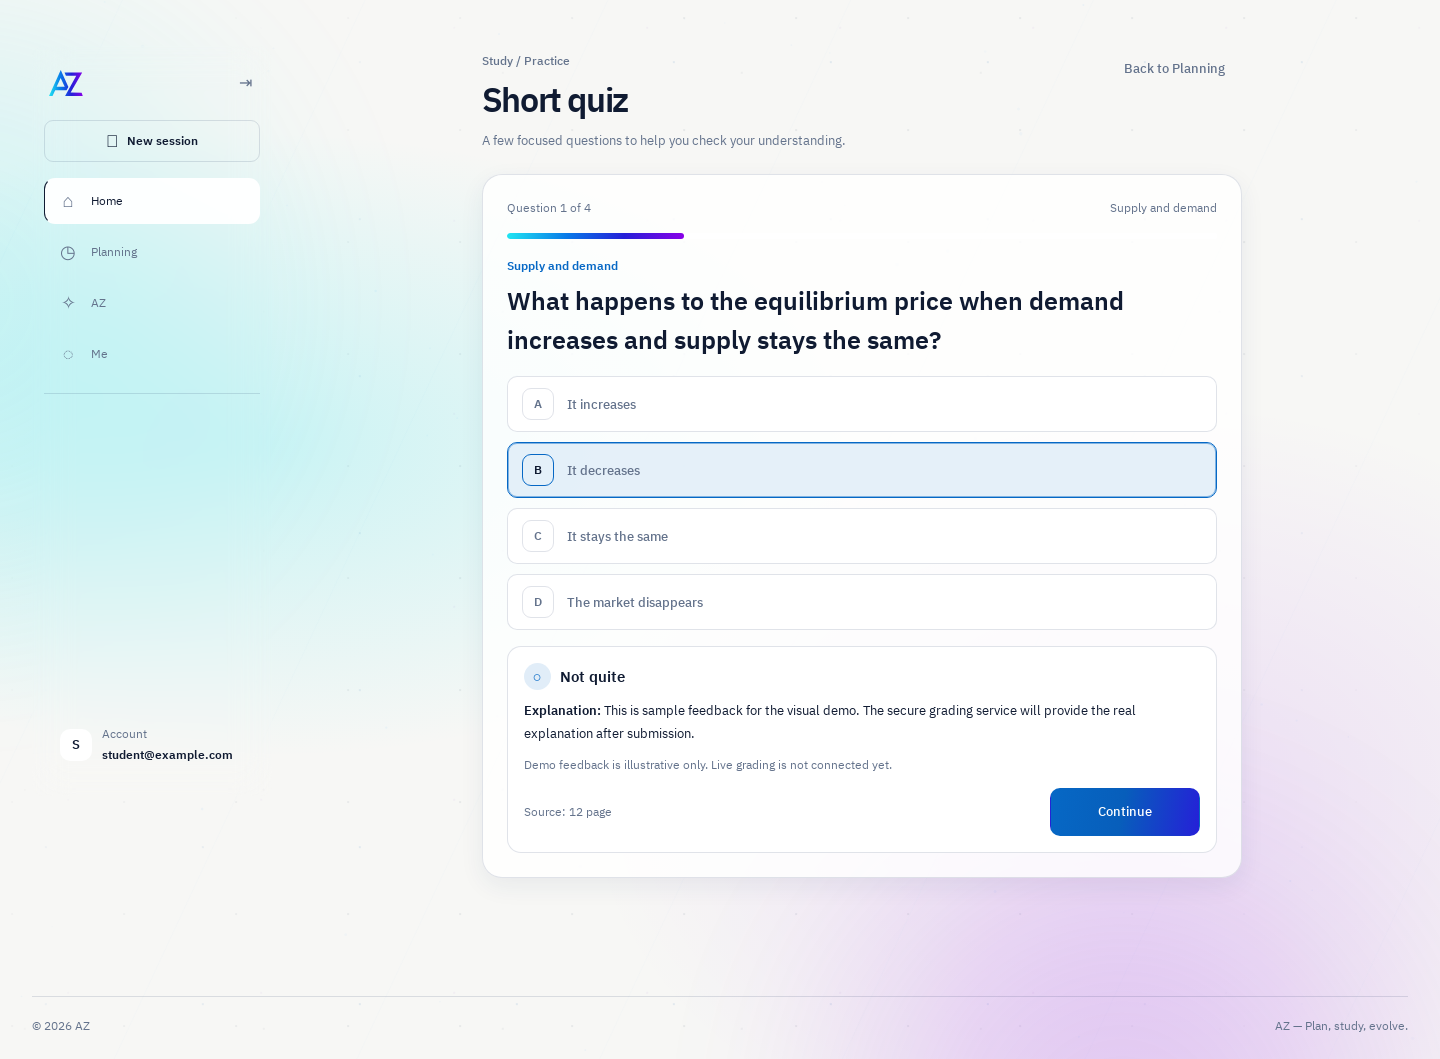 AZ
New session
Home
Planning
AZ
Me
Account
S
student@example.com
Study / Practice
Back to Planning
Short quiz
A few focused questions to help you check your understanding.
Question 1 of 4
Supply and demand
Supply and demand
What happens to the equilibrium price when demand
increases and supply stays the same?
A It increases
B It decreases
C It stays the same
D The market disappears
Not quite
Explanation: This is sample feedback for the visual demo. The secure grading service will provide the real
explanation after submission.
Demo feedback is illustrative only. Live grading is not connected yet.
Source: 12 page
Continue
© 2026 AZ
AZ — Plan, study, evolve.